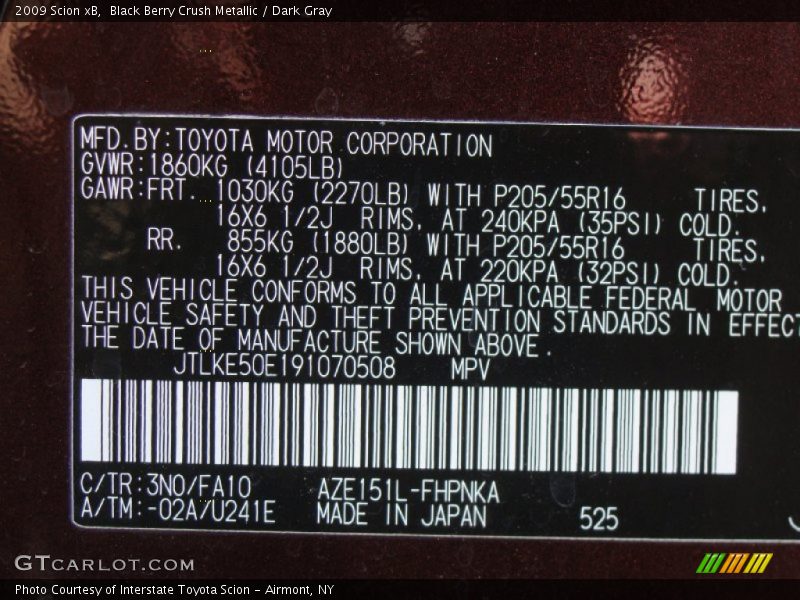 2009 Scion xB,  Black Berry Crush Metallic / Dark Gray
MFD.BY:TOYOTA MOTOR CORPORATION
GVWR:1860KG (4105LB)
GAWR:FRT. 1030KG (2270LB) WITH P205/55R16 TIRES,
16X6 1/2J RIMS, AT 240KPA (35PSI) COLD.
RR. 855KG (1880LB) WITH P205/55R16 TIRES,
16X6 1/2J RIMS, AT 220KPA (32PSI) COLD.
THIS VEHICLE CONFORMS TO ALL APPLICABLE FEDERAL MOTOR
VEHICLE SAFETY AND THEFT PREVENTION STANDARDS IN EFFECT
THE DATE OF MANUFACTURE SHOWN ABOVE.
JTLKE50E191070508 MPV
C/TR:3N0/FA10 AZE151L-FHPNKA
A/TM:-02A/U241E MADE IN JAPAN 525
GTCARLOT.COM
Photo Courtesy of Interstate Toyota Scion - Airmont, NY